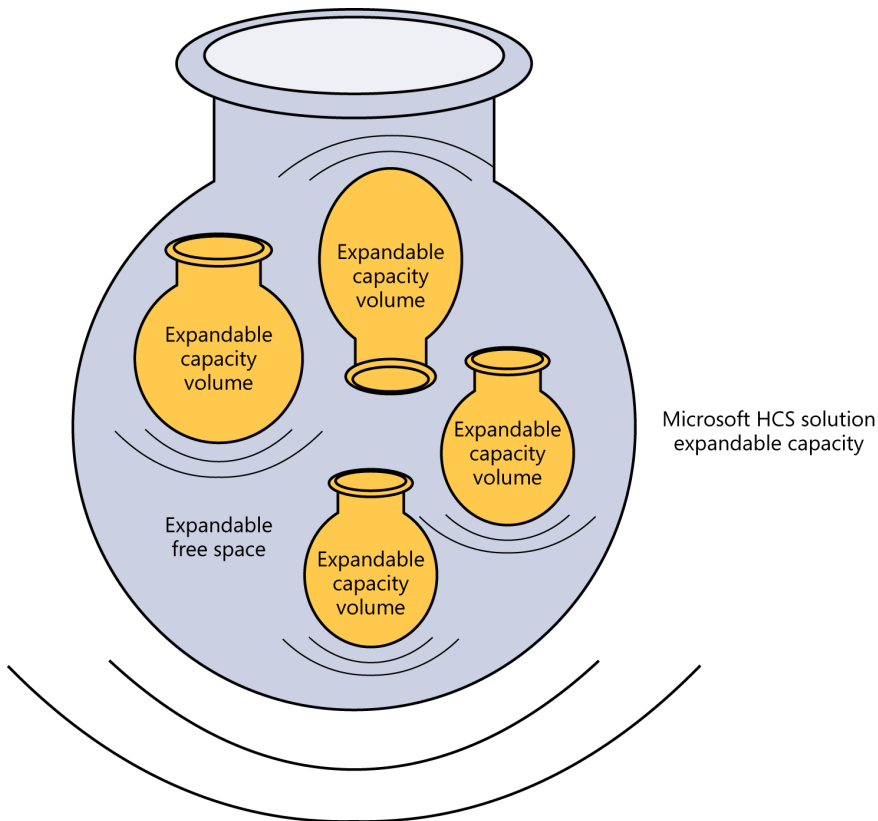 Expandable
capacity
volume
Expandable
capacity
volume
Expandable
capacity
volume
Microsoft HCS solution
expandable capacity
Expandable
free space
Expandable
capacity
volume